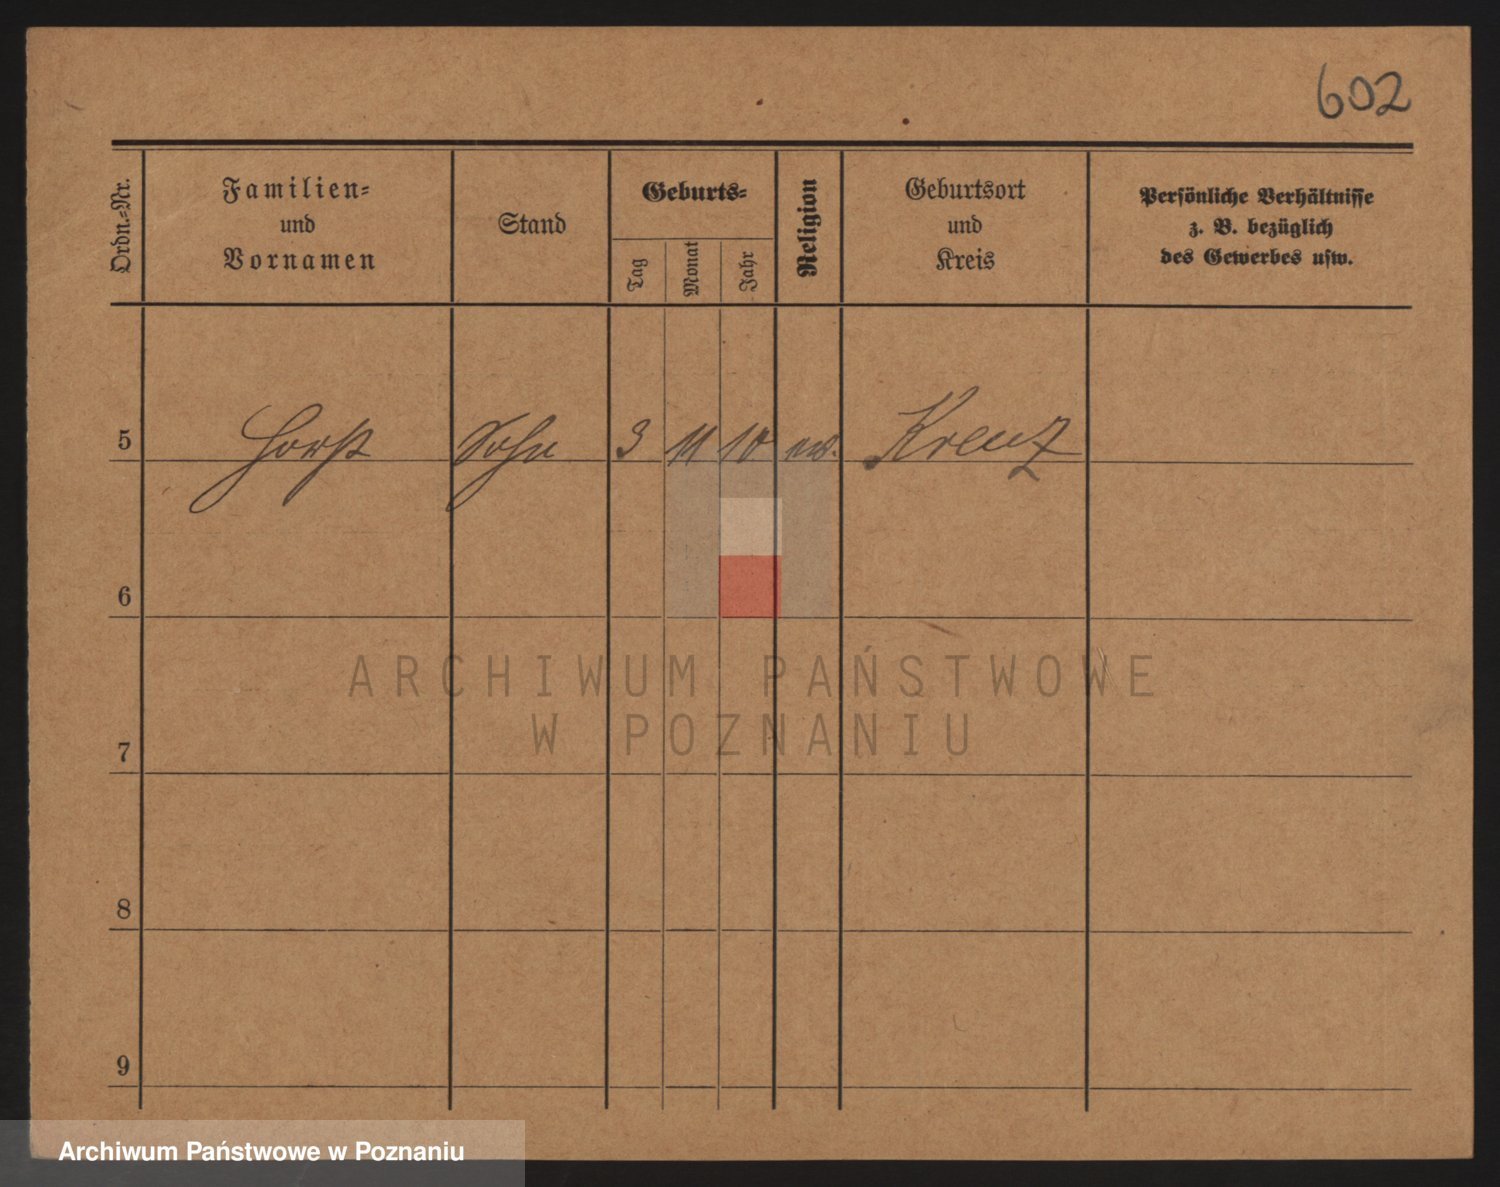 602
Ordn.-Nr.
Familien-
und
Vornamen
Stand
Geburts-
Tag
Monat
Jahr
Religion
Geburtsort
und
Kreis
Persönliche Verhältnisse
z. B. bezüglich
des Gewerbes usw.
5 Horst Sohn 3 11 10 ev. Kreuz
6
7
8
9
ARCHIWUM PAŃSTWOWE
W POZNANIU
Archiwum Państwowe w Poznaniu